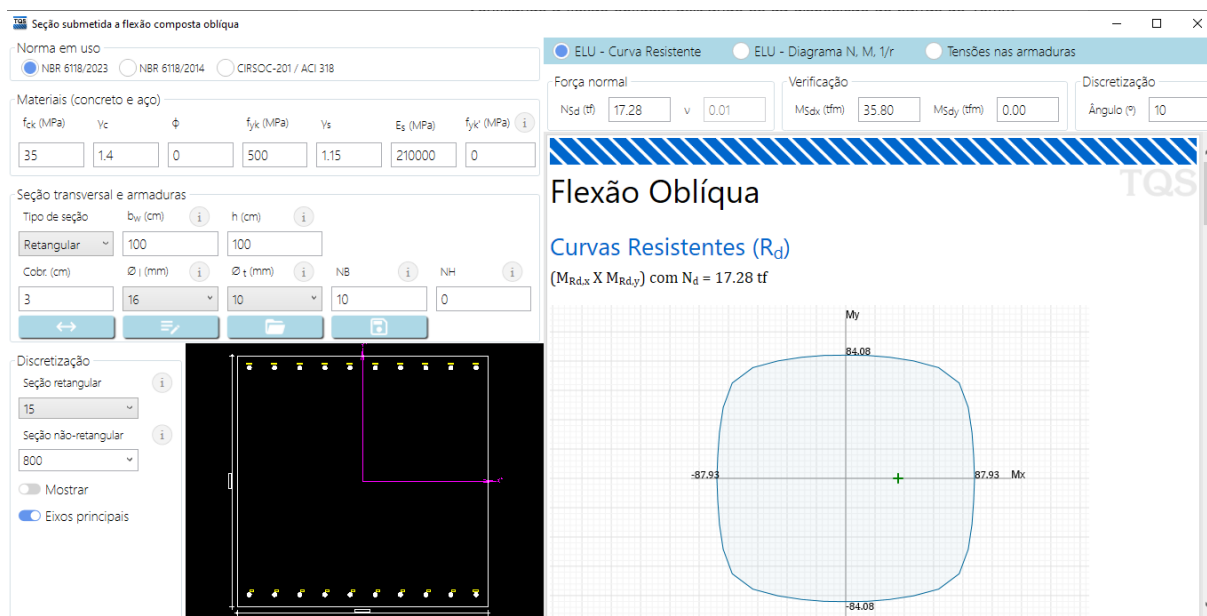 TQS Seção submetida a flexão composta oblíqua
Norma em uso
NBR 6118/2023 NBR 6118/2014 CIRSOC-201 / ACI 318
Materiais (concreto e aço)
fck (MPa) γc ϕ fyk (MPa) γs Es (MPa) fyk' (MPa) i
35 1.4 0 500 1.15 210000 0
Seção transversal e armaduras
Tipo de seção bw (cm) i h (cm) i
Retangular 100 100
Cobr. (cm) Ø l (mm) i Ø t (mm) i NB i NH i
3 16 10 10 0
Discretização
Seção retangular i
15
Seção não-retangular i
800
Mostrar
Eixos principais
ELU - Curva Resistente ELU - Diagrama N, M, 1/r Tensões nas armaduras
Força normal Verificação Discretização
Nsd (tf) 17.28 ν 0.01 MSdx (tfm) 35.80 MSdy (tfm) 0.00 Ângulo (º) 10
TQS
Flexão Oblíqua
Curvas Resistentes (Rd)
(MRd,x X MRd,y) com Nd = 17.28 tf
My
84.08
-87.93 87.93 Mx
-84.08